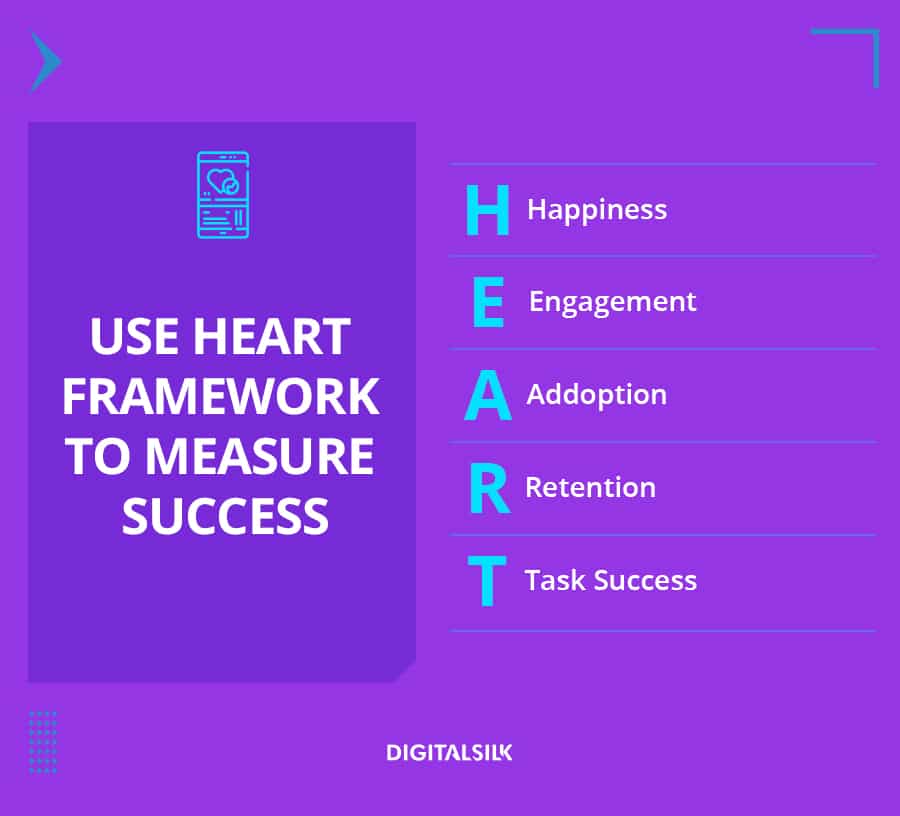 USE HEART
FRAMEWORK
TO MEASURE
SUCCESS
H Happiness
E Engagement
A Addoption
R Retention
T Task Success
DIGITALSILK